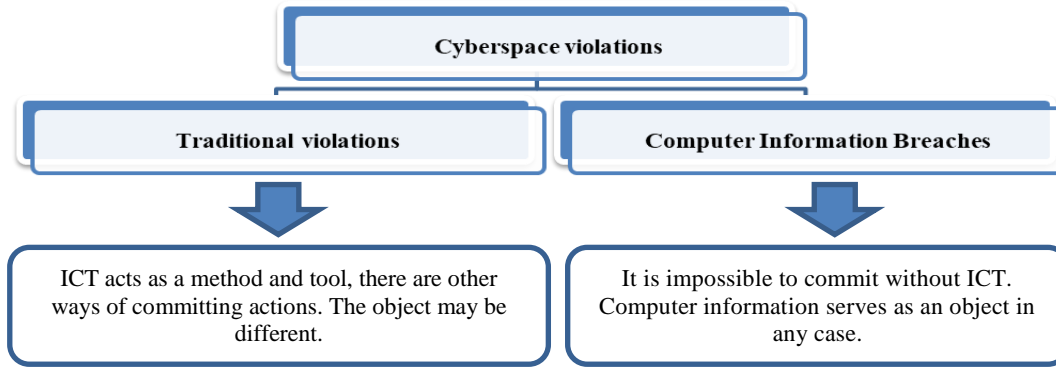 Cyberspace violations
Traditional violations
Computer Information Breaches
ICT acts as a method and tool, there are other
ways of committing actions. The object may be
different.
It is impossible to commit without ICT.
Computer information serves as an object in
any case.